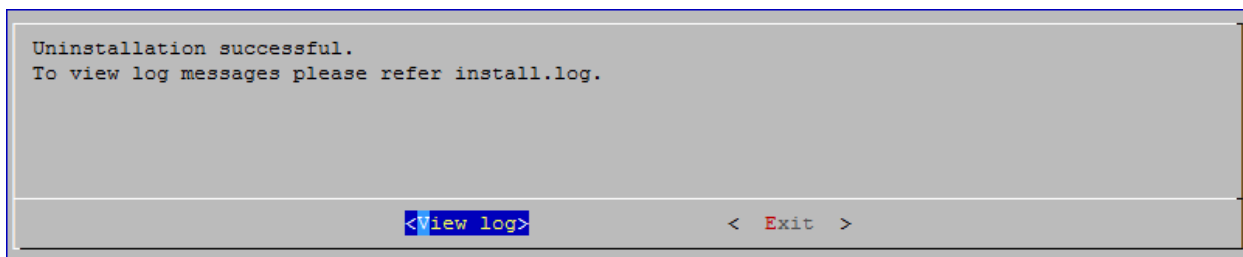 Uninstallation successful.
To view log messages please refer install.log.
<View log> < Exit >